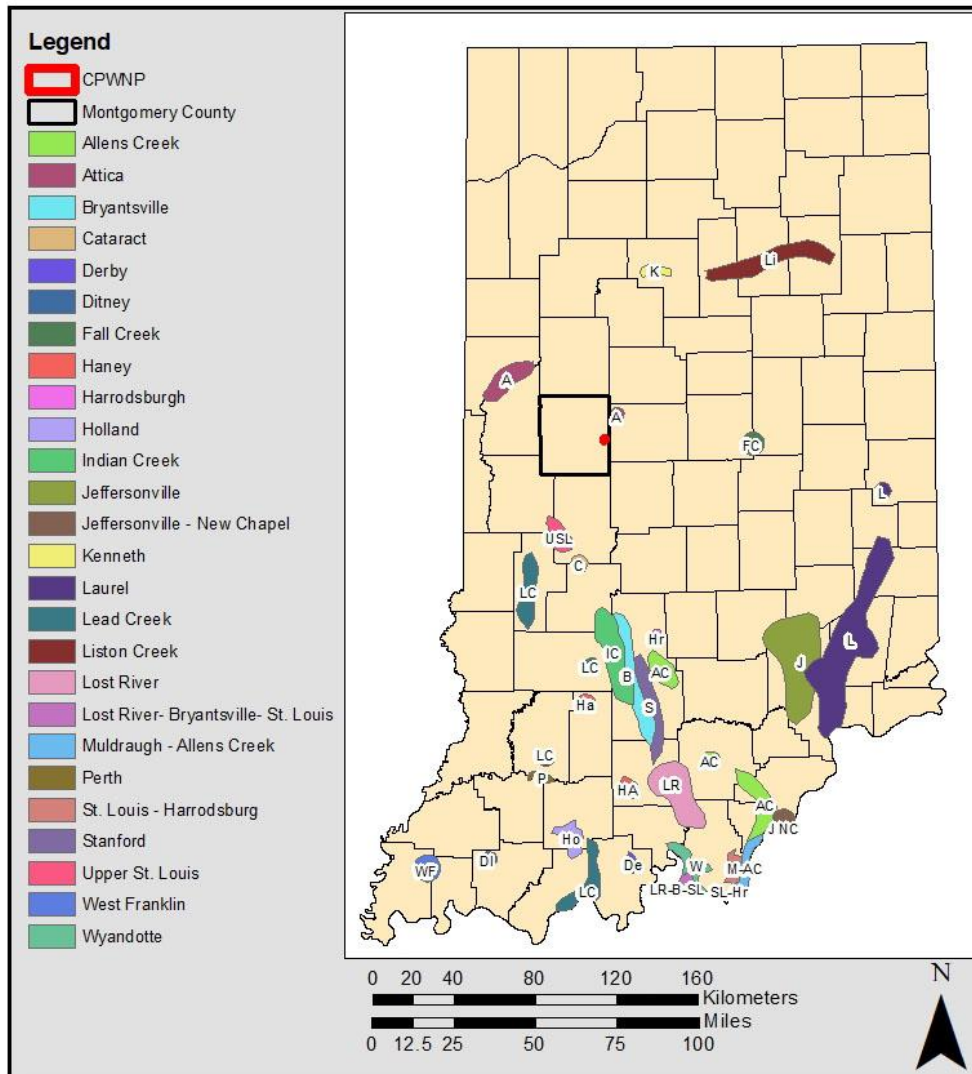 Legend
CPWNP
Montgomery County
Allens Creek
Attica
Bryantsville
Cataract
Derby
Ditney
Fall Creek
Haney
Harrodsburgh
Holland
Indian Creek
Jeffersonville
Jeffersonville - New Chapel
Kenneth
Laurel
Lead Creek
Liston Creek
Lost River
Lost River- Bryantsville- St. Louis
Muldraugh - Allens Creek
Perth
St. Louis - Harrodsburg
Stanford
Upper St. Louis
West Franklin
Wyandotte
Li
K
A
A
FC
L
USL
C
LC
Hr
IC
LC
B
AC
J
L
S
Ha
LC
P
AC
HA
LR
AC
J NC
Ho
DI
De
WF
W
M-AC
LC
LR-B-SL
SL-Hr
0 20 40 80 120 160
Kilometers
Miles
0 12.5 25 50 75 100
N